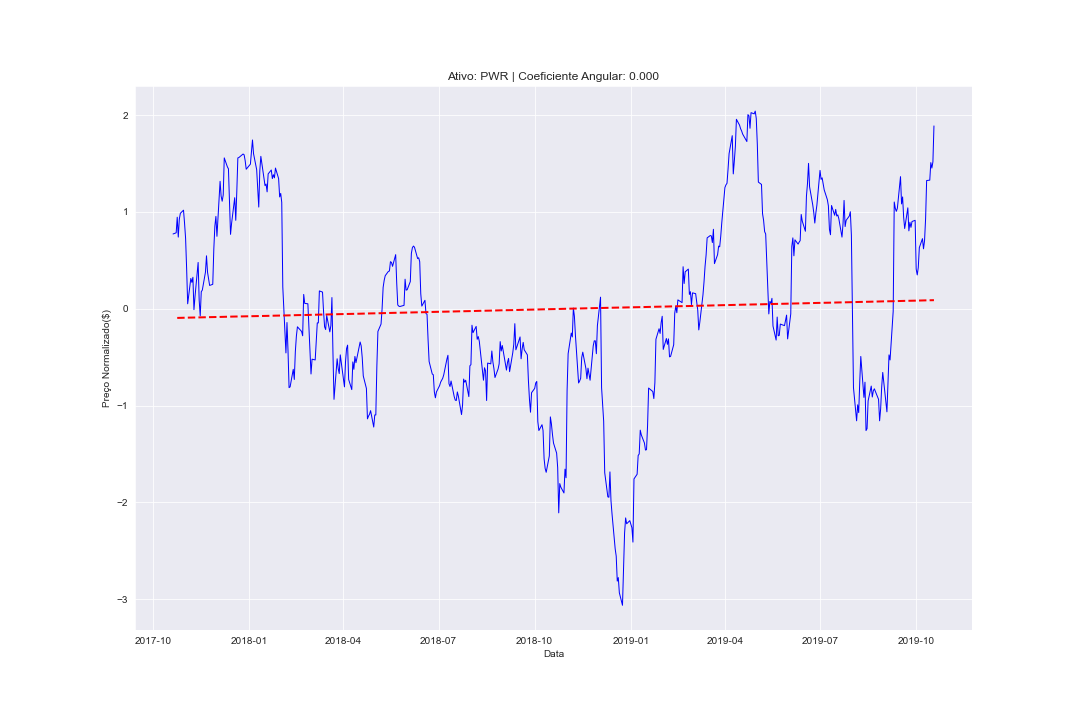 Ativo: PWR | Coeficiente Angular: 0.000
2
1
0
−1
−2
−3
Preço Normalizado($)
2017-10 2018-01 2018-04 2018-07 2018-10 2019-01 2019-04 2019-07 2019-10
Data